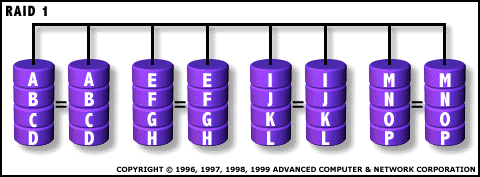 RAID 1
A A E E I I M M
B = B F = F J = J N = N
C C G G K K O O
D D H H L L P P
COPYRIGHT © 1996, 1997, 1998, 1999 ADVANCED COMPUTER & NETWORK CORPORATION